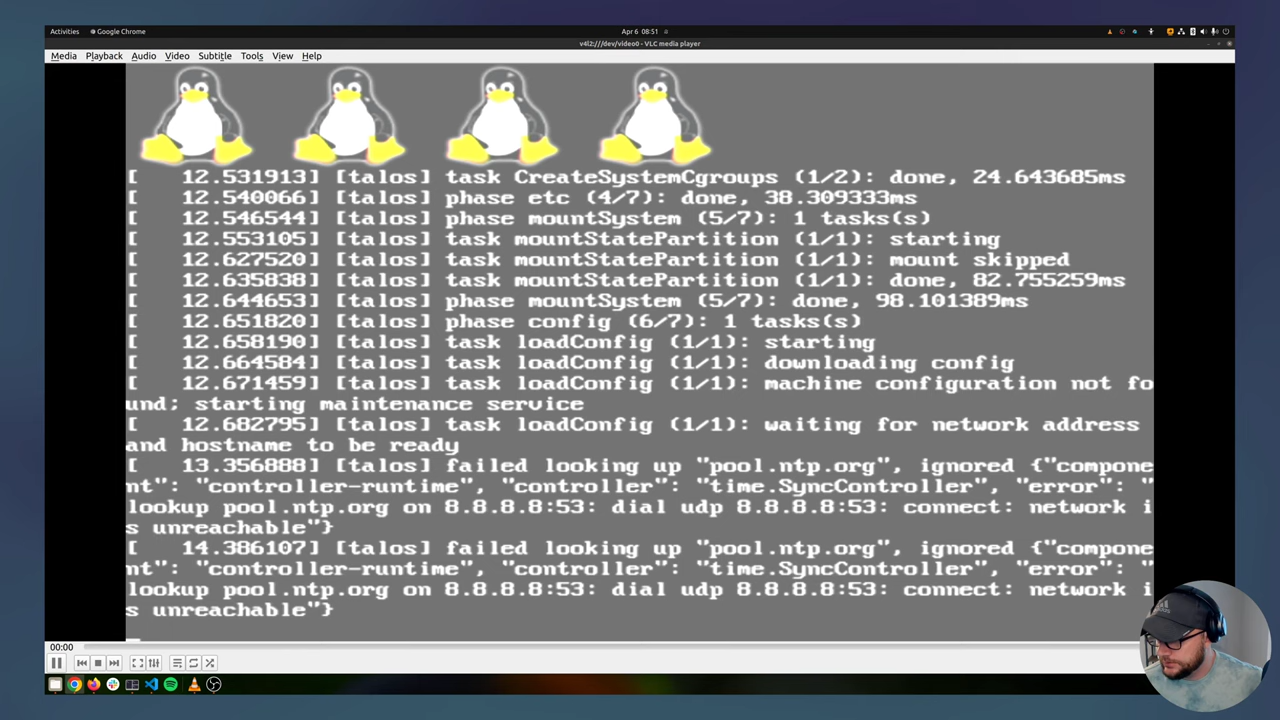 Activities
Google Chrome
Apr 6 08:51
v4l2:///dev/video0 - VLC media player
Media Playback Audio Video Subtitle Tools View Help
[ 12.531913] [talos] task CreateSystemCgroups (1/2): done, 24.643685ms
[ 12.540066] [talos] phase etc (4/7): done, 38.309333ms
[ 12.546544] [talos] phase mountSystem (5/7): 1 tasks(s)
[ 12.553105] [talos] task mountStatePartition (1/1): starting
[ 12.627520] [talos] task mountStatePartition (1/1): mount skipped
[ 12.635838] [talos] task mountStatePartition (1/1): done, 82.755259ms
[ 12.644653] [talos] phase mountSystem (5/7): done, 98.101389ms
[ 12.651820] [talos] phase config (6/7): 1 tasks(s)
[ 12.658190] [talos] task loadConfig (1/1): starting
[ 12.664584] [talos] task loadConfig (1/1): downloading config
[ 12.671459] [talos] task loadConfig (1/1): machine configuration not fo
und; starting maintenance service
[ 12.682795] [talos] task loadConfig (1/1): waiting for network address
and hostname to be ready
[ 13.356888] [talos] failed looking up "pool.ntp.org", ignored {"compone
nt": "controller-runtime", "controller": "time.SyncController", "error": "
lookup pool.ntp.org on 8.8.8.8:53: dial udp 8.8.8.8:53: connect: network i
s unreachable"}
[ 14.386107] [talos] failed looking up "pool.ntp.org", ignored {"compone
nt": "controller-runtime", "controller": "time.SyncController", "error": "
lookup pool.ntp.org on 8.8.8.8:53: dial udp 8.8.8.8:53: connect: network i
s unreachable"}
00:00